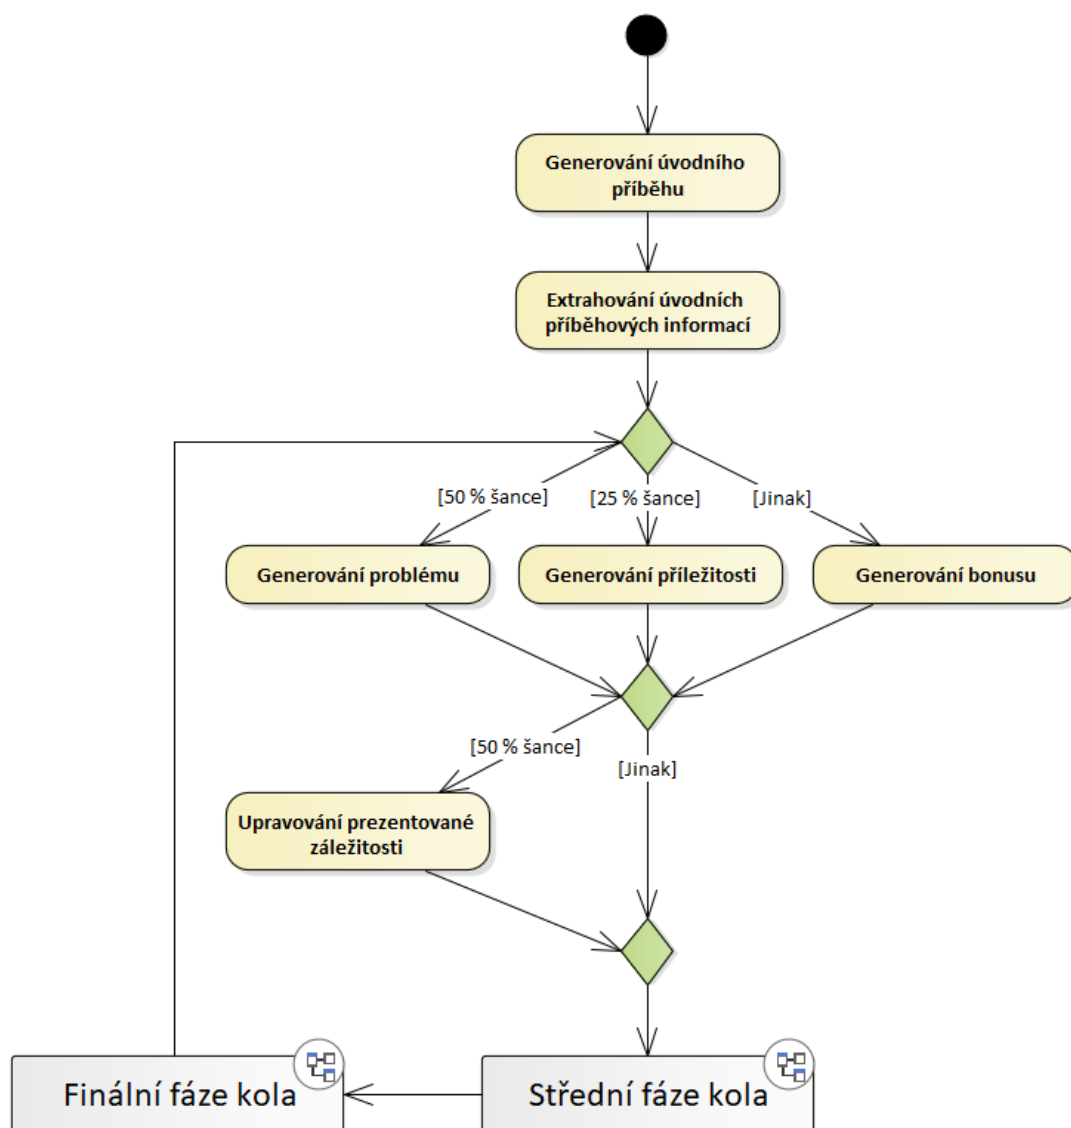 Generování úvodního
příběhu
Extrahování úvodních
příběhových informací
[50 % šance]
[25 % šance]
[Jinak]
Generování problému
Generování příležitosti
Generování bonusu
[50 % šance]
[Jinak]
Upravování prezentované
záležitosti
Finální fáze kola
Střední fáze kola